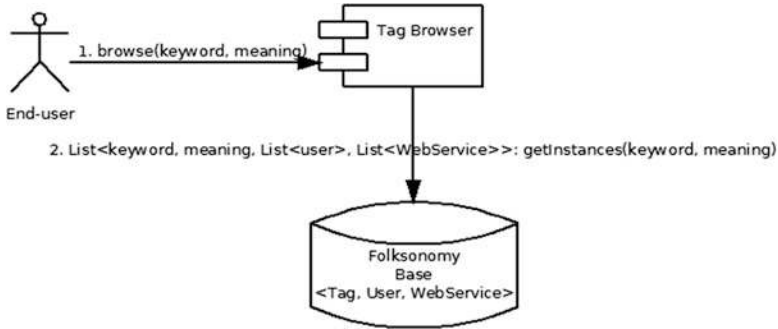 Tag Browser
1. browse(keyword, meaning)
End-user
2. List<keyword, meaning, List<user>, List<WebService>>: getInstances(keyword, meaning)
Folksonomy
Base
<Tag, User, WebService>